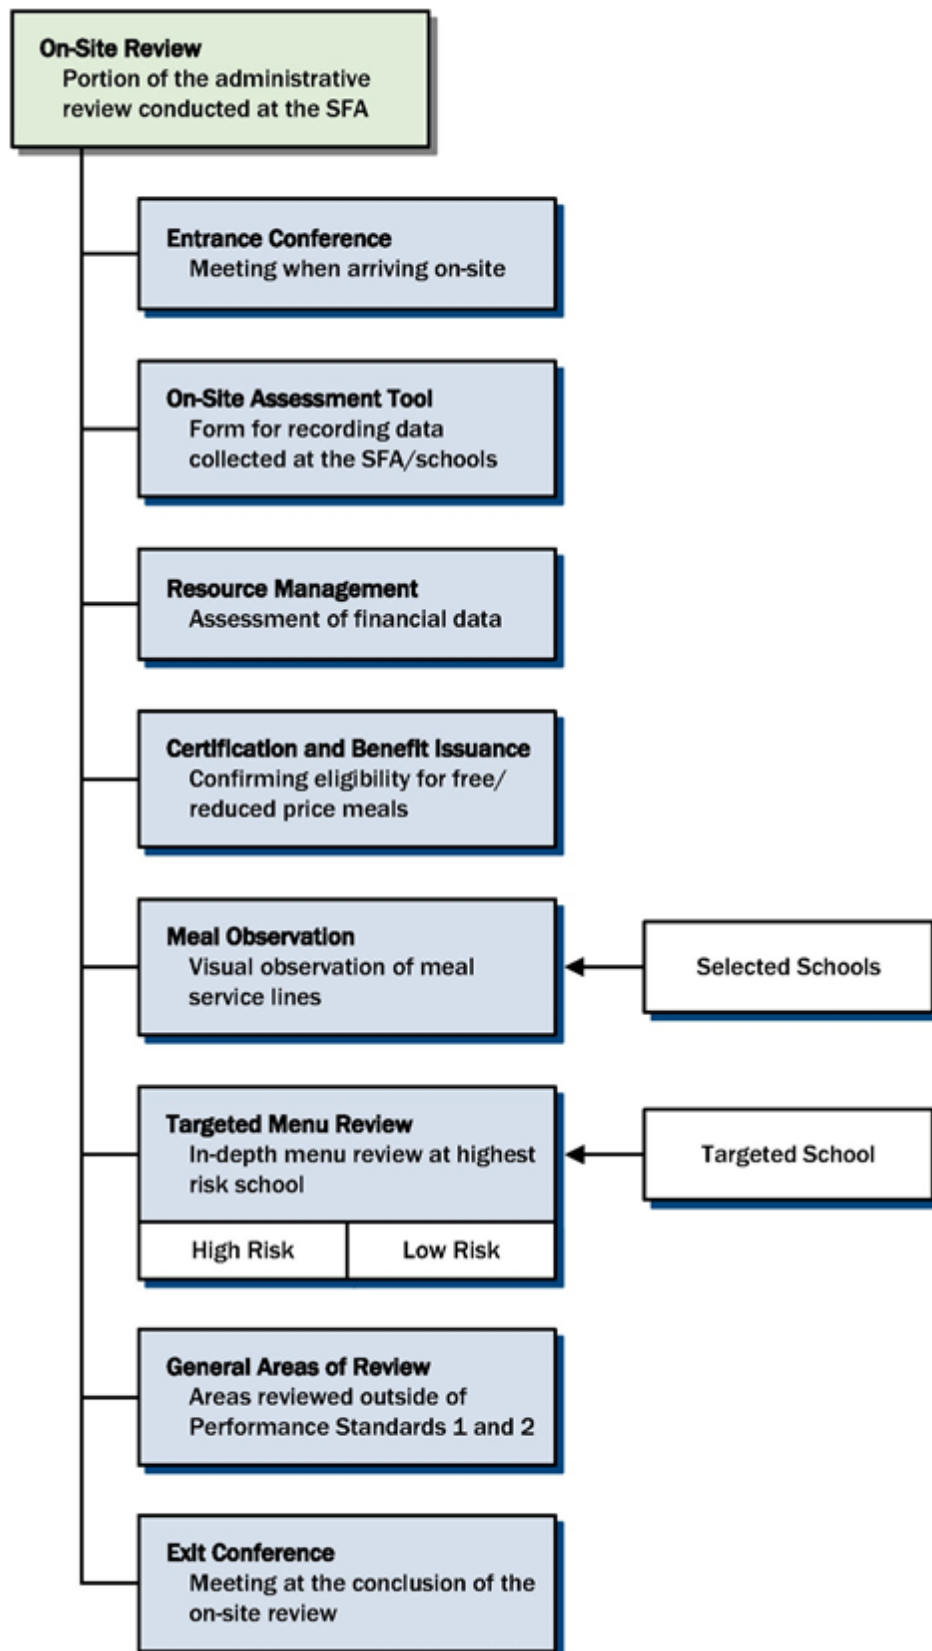 On-Site Review
Portion of the administrative
review conducted at the SFA
Entrance Conference
Meeting when arriving on-site
On-Site Assessment Tool
Form for recording data
collected at the SFA/schools
Resource Management
Assessment of financial data
Certification and Benefit Issuance
Confirming eligibility for free/
reduced price meals
Meal Observation
Visual observation of meal
service lines
Selected Schools
Targeted Menu Review
In-depth menu review at highest
risk school
Targeted School
High Risk
Low Risk
General Areas of Review
Areas reviewed outside of
Performance Standards 1 and 2
Exit Conference
Meeting at the conclusion of the
on-site review